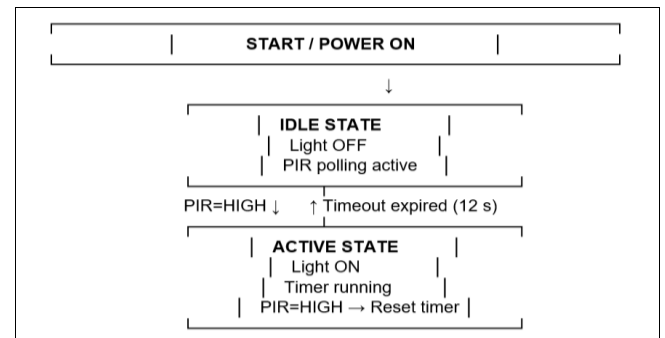 START / POWER ON
↓
IDLE STATE
Light OFF
PIR polling active
PIR=HIGH ↓ ↑ Timeout expired (12 s)
ACTIVE STATE
Light ON
Timer running
PIR=HIGH → Reset timer